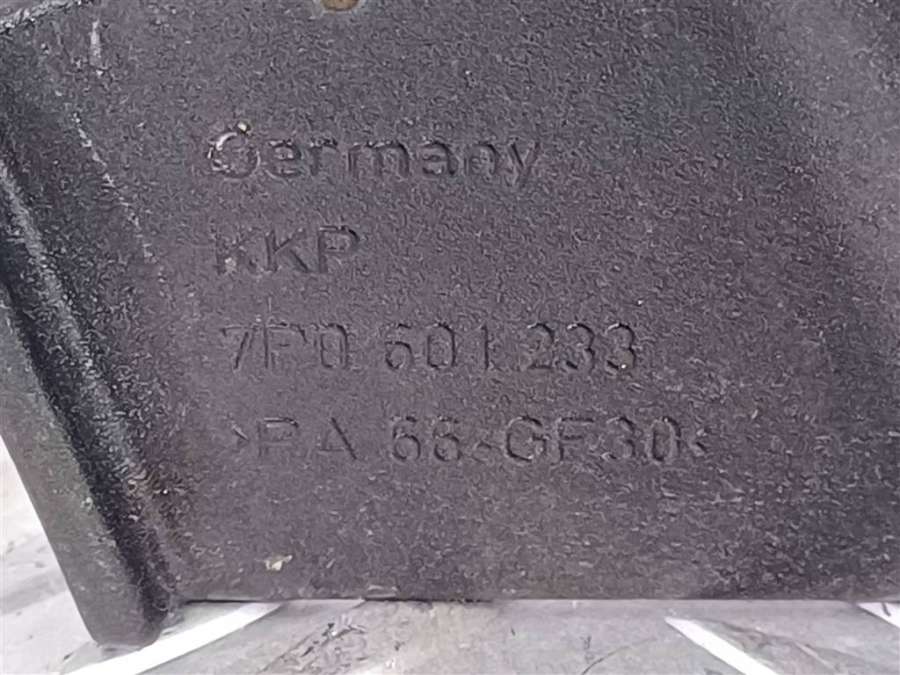 Germany
KKP
7P0 601 233
>PA 66-GF30<